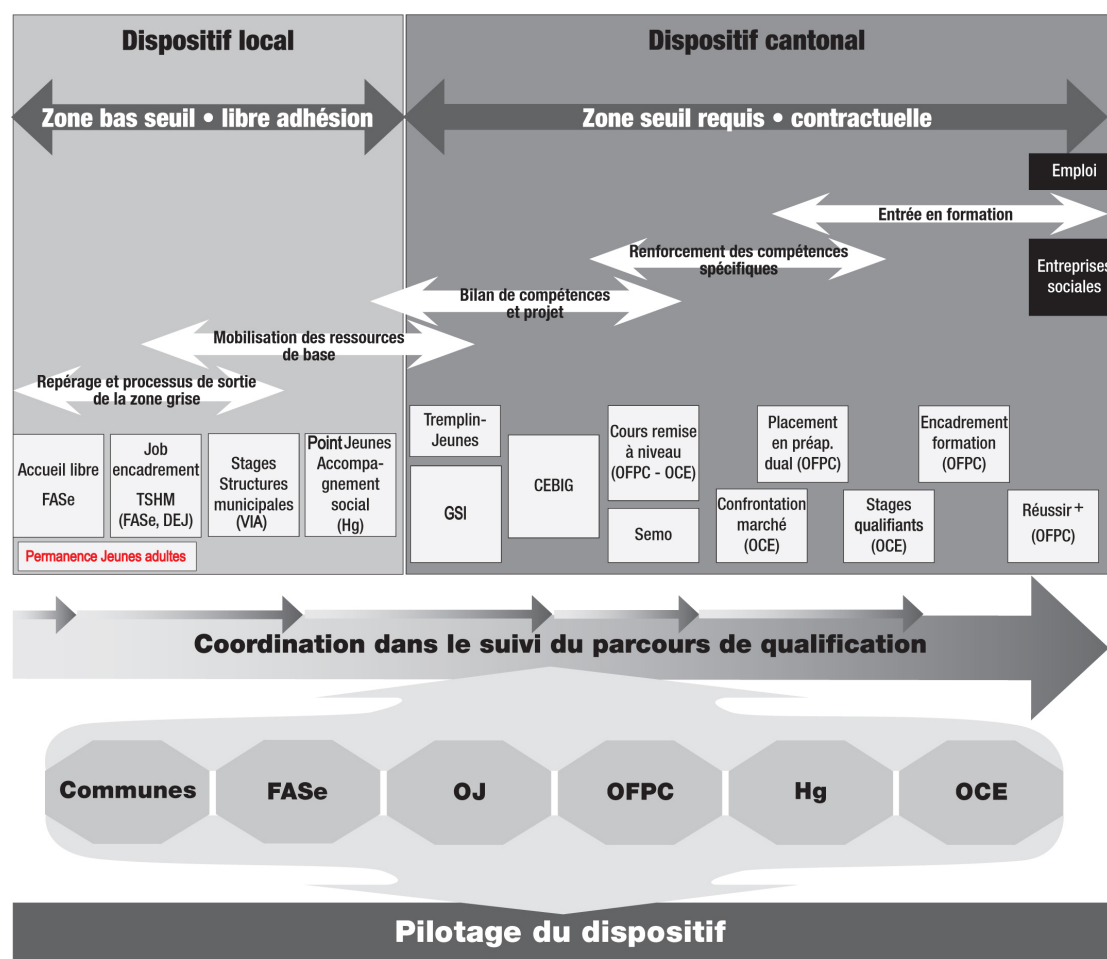 Dispositif local
Dispositif cantonal
Zone bas seuil • libre adhésion
Zone seuil requis • contractuelle
Emploi
Entrée en formation
Renforcement des compétences
spécifiques
Entreprises
sociales
Bilan de compétences
et projet
Mobilisation des ressources
de base
Repérage et processus de sortie
de la zone grise
Accueil libre
FASe
Job
encadrement
TSHM
(FASe, DEJ)
Stages
Structures
municipales
(VIA)
Point Jeunes
Accompa-
gnement
social
(Hg)
Permanence Jeunes adultes
Tremplin-
Jeunes
GSI
CEBIG
Cours remise
à niveau
(OFPC - OCE)
Semo
Placement
en préap.
dual (OFPC)
Confrontation
marché
(OCE)
Stages
qualifiants
(OCE)
Encadrement
formation
(OFPC)
Réussir +
(OFPC)
Coordination dans le suivi du parcours de qualification
Communes
FASe
OJ
OFPC
Hg
OCE
Pilotage du dispositif